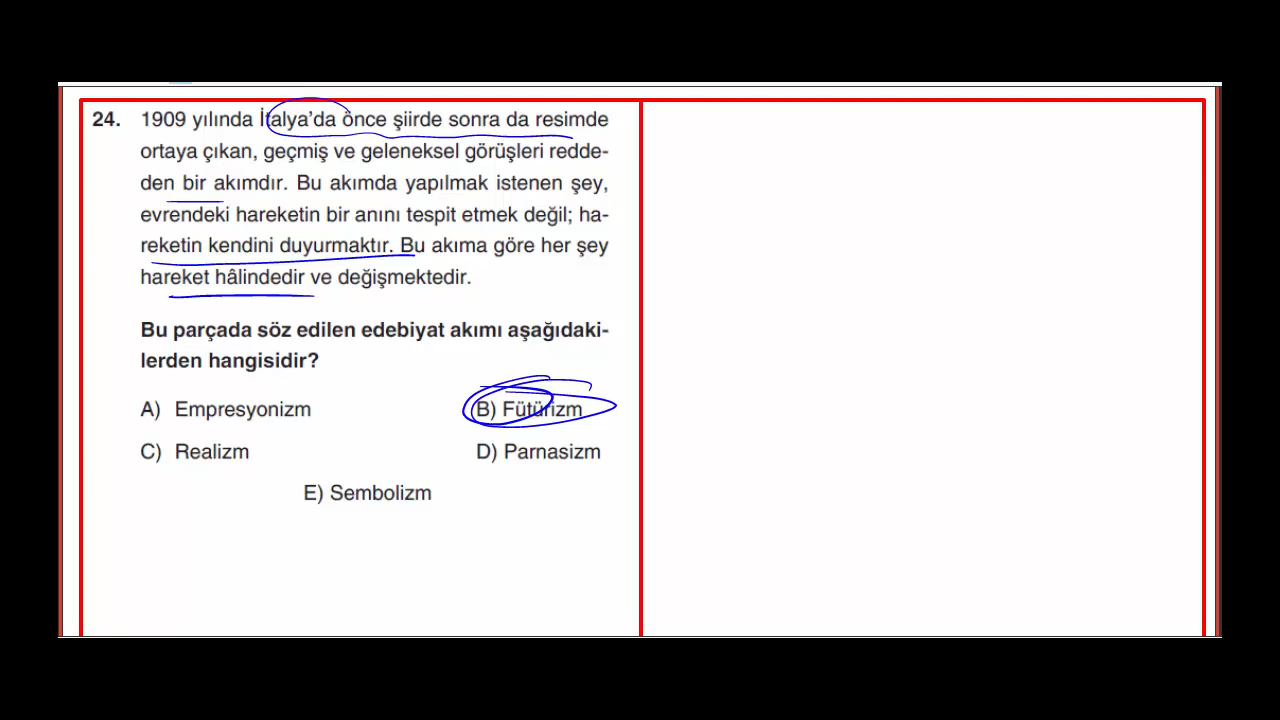 24. 1909 yılında İtalya'da önce şiirde sonra da resimde
ortaya çıkan, geçmiş ve geleneksel görüşleri redde-
den bir akımdır. Bu akımda yapılmak istenen şey,
evrendeki hareketin bir anını tespit etmek değil; ha-
reketin kendini duyurmaktır. Bu akıma göre her şey
hareket hâlindedir ve değişmektedir.
Bu parçada söz edilen edebiyat akımı aşağıdaki-
lerden hangisidir?
A) Empresyonizm B) Fütürizm
C) Realizm D) Parnasizm
E) Sembolizm